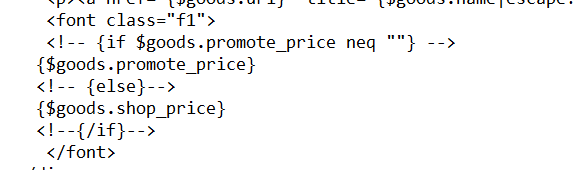 <font class="f1">
<!-- {if $goods.promote_price neq ""} -->
{$goods.promote_price}
<!-- {else}-->
{$goods.shop_price}
<!--{/if}-->
</font>